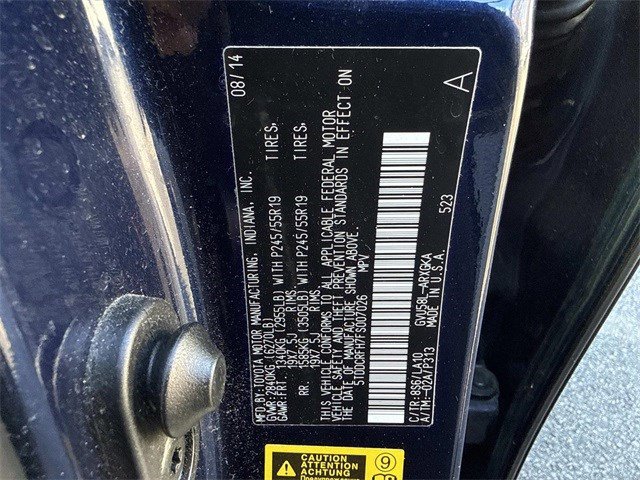 MFD.BY:TOYOTA MOTOR MANUFACTURING, INDIANA, INC. 08/14
GVWR:2840KG(6270LB)
GAWR:FRT. 1340KG(2955LB)WITH P245/55R19 TIRES,
19X7.5J RIMS,
RR. 1585KG(3505LB)WITH P245/55R19 TIRES,
19X7.5J RIMS
THIS VEHICLE CONFORMS TO ALL APPLICABLE FEDERAL MOTOR
VEHICLE SAFETY AND THEFT PREVENTION STANDARDS IN EFFECT ON
THE DATE OF MANUFACTURE SHOWN ABOVE.
5TDDCRFH7FS007026 MPV
A
C/TR:8S6/LA10 GVU58L-ARXGKA 523
A/TM:-02A/P313 MADE IN U.S.A.
CAUTION
ATTENTION
ACHTUNG
9